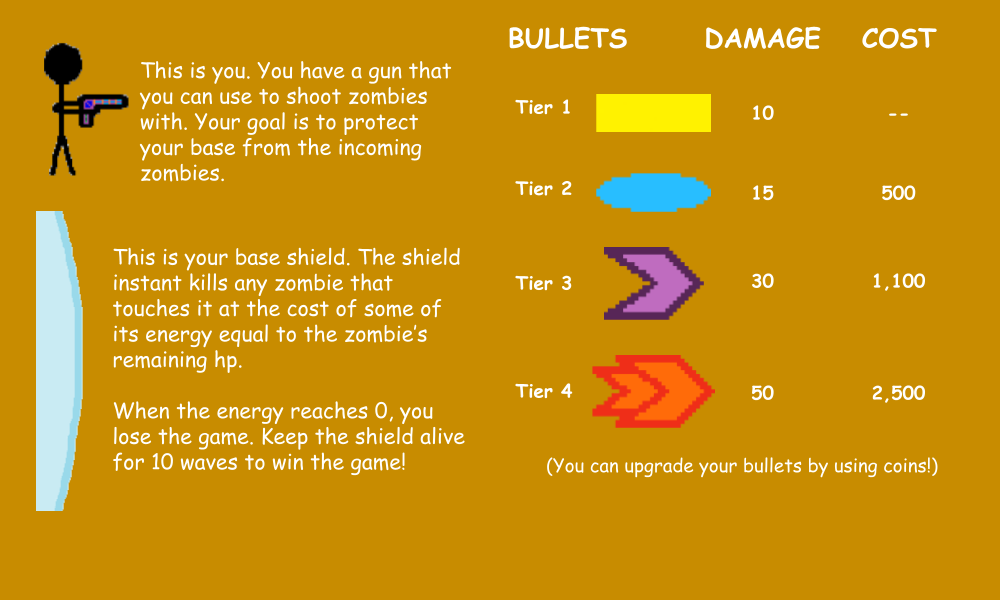 This is you. You have a gun that
you can use to shoot zombies
with. Your goal is to protect
your base from the incoming
zombies.
This is your base shield. The shield
instant kills any zombie that
touches it at the cost of some of
its energy equal to the zombie's
remaining hp.
When the energy reaches 0, you
lose the game. Keep the shield alive
for 10 waves to win the game!
BULLETS DAMAGE COST
Tier 1 10 --
Tier 2 15 500
Tier 3 30 1,100
Tier 4 50 2,500
(You can upgrade your bullets by using coins!)